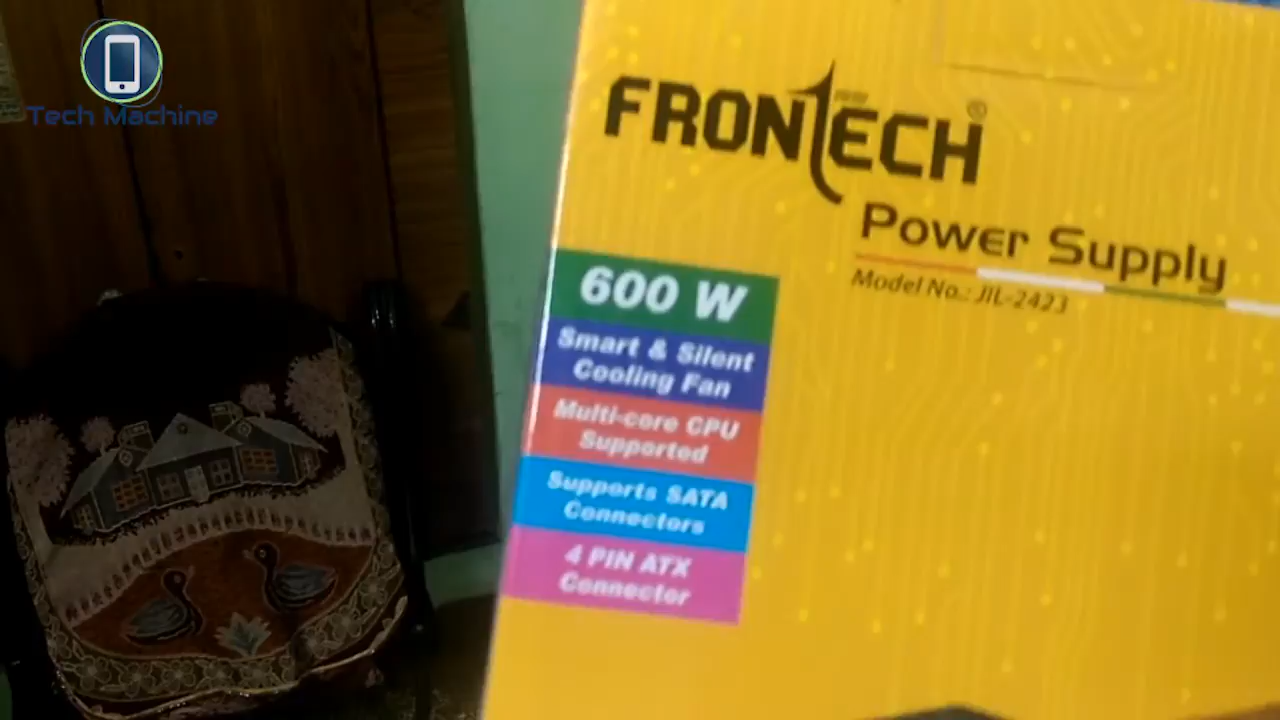 Tech Machine
FRONTECH®
Power Supply
Model No.: JIL-2423
600 W
Smart & Silent
Cooling Fan
Multi-core CPU
Supported
Supports SATA
Connectors
4 PIN ATX
Connector